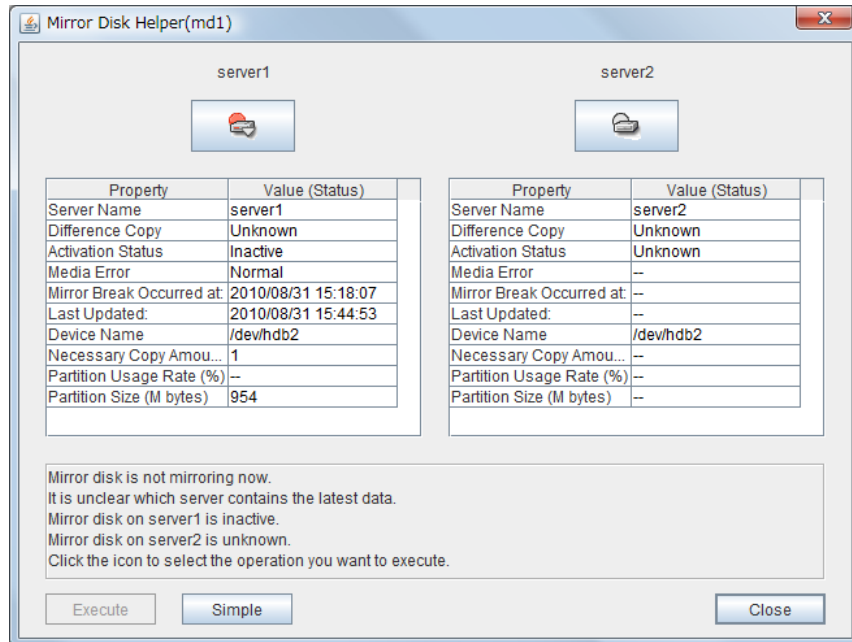 Mirror Disk Helper(md1)
server1
server2
Property Value (Status)
Server Name server1
Difference Copy Unknown
Activation Status Inactive
Media Error Normal
Mirror Break Occurred at: 2010/08/31 15:18:07
Last Updated: 2010/08/31 15:44:53
Device Name /dev/hdb2
Necessary Copy Amou... 1
Partition Usage Rate (%) --
Partition Size (M bytes) 954
Property Value (Status)
Server Name server2
Difference Copy Unknown
Activation Status Unknown
Media Error --
Mirror Break Occurred at: --
Last Updated: --
Device Name /dev/hdb2
Necessary Copy Amou... --
Partition Usage Rate (%) --
Partition Size (M bytes) --
Mirror disk is not mirroring now.
It is unclear which server contains the latest data.
Mirror disk on server1 is inactive.
Mirror disk on server2 is unknown.
Click the icon to select the operation you want to execute.
Execute Simple Close